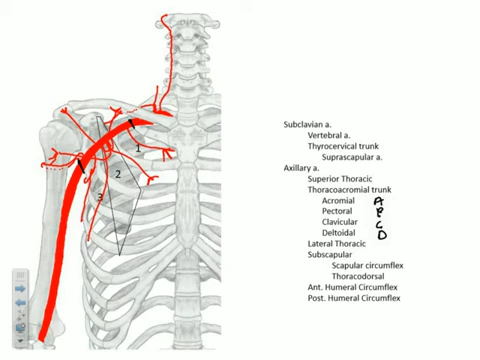 1
2
3
Subclavian a.
Vertebral a.
Thyrocervical trunk
Suprascapular a.
Axillary a.
Superior Thoracic
Thoracoacromial trunk
Acromial A
Pectoral P
Clavicular C
Deltoidal D
Lateral Thoracic
Subscapular
Scapular circumflex
Thoracodorsal
Ant. Humeral Circumflex
Post. Humeral Circumflex